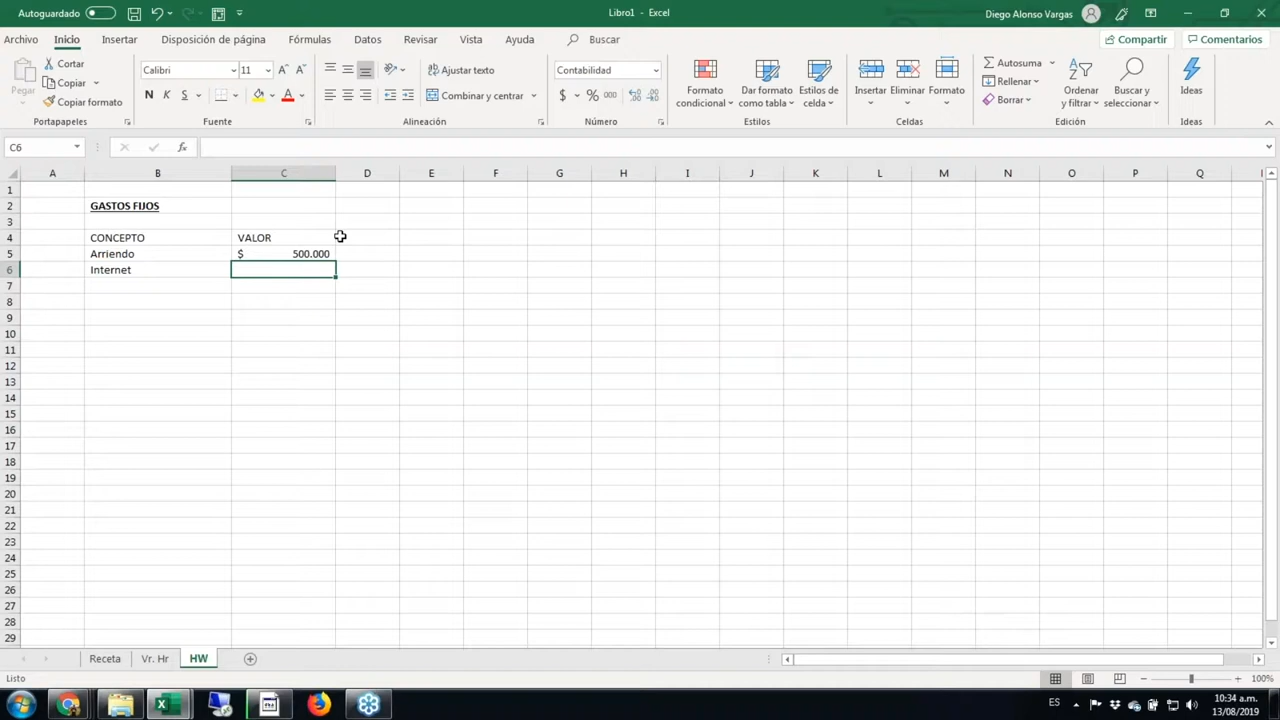 Autoguardado
Libro1 - Excel
Diego Alonso Vargas
Archivo Inicio Insertar Disposición de página Fórmulas Datos Revisar Vista Ayuda Buscar
Compartir Comentarios
Pegar
Cortar
Copiar
Copiar formato
Portapapeles
Calibri 11
N K S
Fuente
Ajustar texto
Combinar y centrar
Alineación
Contabilidad
$ % 000
Número
Formato condicional
Dar formato como tabla
Estilos de celda
Estilos
Insertar Eliminar Formato
Celdas
Autosuma
Rellenar
Borrar
Ordenar y filtrar
Buscar y seleccionar
Edición
Ideas
Ideas
C6 fx
A B C D E F G H I J K L M N O P Q
1
2 GASTOS FIJOS
3
4 CONCEPTO VALOR
5 Arriendo $ 500.000
6 Internet
7
8
9
10
11
12
13
14
15
16
17
18
19
20
21
22
23
24
25
26
27
28
29
Receta Vr. Hr HW
Listo
100%
ES
10:34 a.m.
13/08/2019